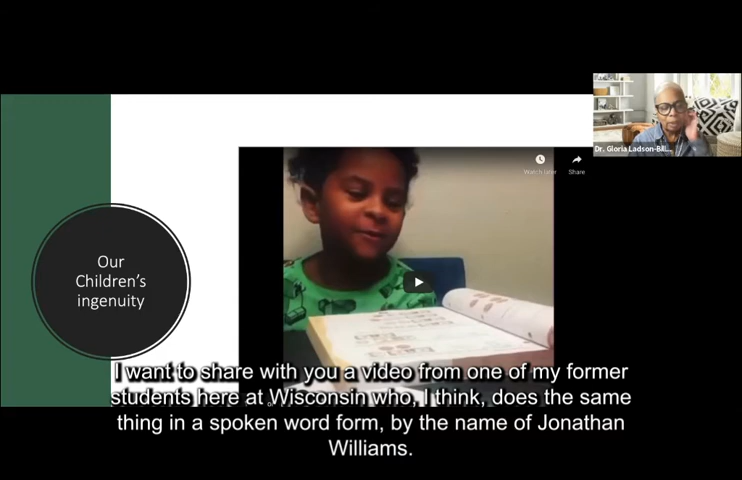 Watch later
Share
Dr. Gloria Ladson-Bill...
Our
Children's
ingenuity
I want to share with you a video from one of my former
students here at Wisconsin who, I think, does the same
thing in a spoken word form, by the name of Jonathan
Williams.